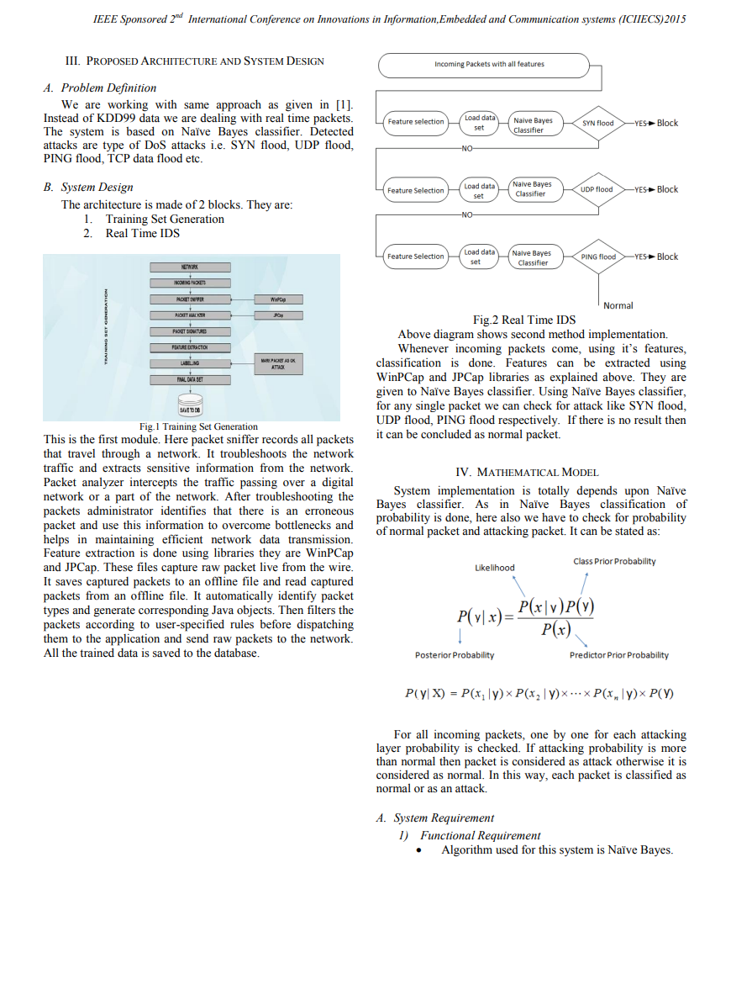 IEEE Sponsored 2nd International Conference on Innovations in Information,Embedded and Communication systems (ICIIECS)2015
III. PROPOSED ARCHITECTURE AND SYSTEM DESIGN
A. Problem Definition
We are working with same approach as given in [1].
Instead of KDD99 data we are dealing with real time packets.
The system is based on Naïve Bayes classifier. Detected
attacks are type of DoS attacks i.e. SYN flood, UDP flood,
PING flood, TCP data flood etc.
B. System Design
The architecture is made of 2 blocks. They are:
1. Training Set Generation
2. Real Time IDS
TRAINING SET GENERATION
NETWORK
INCOMING PACKETS
PACKET SNIFFER
WinPCap
PACKET ANALYZER
JPCap
PACKET SIGNATURES
FEATURE EXTRACTION
LABELLING
MARK PACKET AS OK,
ATTACK
FINAL DATA SET
SAVE TO DB
Fig.1 Training Set Generation
This is the first module. Here packet sniffer records all packets
that travel through a network. It troubleshoots the network
traffic and extracts sensitive information from the network.
Packet analyzer intercepts the traffic passing over a digital
network or a part of the network. After troubleshooting the
packets administrator identifies that there is an erroneous
packet and use this information to overcome bottlenecks and
helps in maintaining efficient network data transmission.
Feature extraction is done using libraries they are WinPCap
and JPCap. These files capture raw packet live from the wire.
It saves captured packets to an offline file and read captured
packets from an offline file. It automatically identify packet
types and generate corresponding Java objects. Then filters the
packets according to user-specified rules before dispatching
them to the application and send raw packets to the network.
All the trained data is saved to the database.
Incoming Packets with all features
Feature selection
Load data
set
Naive Bayes
Classifier
SYN flood
YES
Block
NO
Feature Selection
Load data
set
Naive Bayes
Classifier
UDP flood
YES
Block
NO
Feature Selection
Load data
set
Naive Bayes
Classifier
PING flood
YES
Block
Normal
Fig.2 Real Time IDS
Above diagram shows second method implementation.
Whenever incoming packets come, using it’s features,
classification is done. Features can be extracted using
WinPCap and JPCap libraries as explained above. They are
given to Naïve Bayes classifier. Using Naïve Bayes classifier,
for any single packet we can check for attack like SYN flood,
UDP flood, PING flood respectively. If there is no result then
it can be concluded as normal packet.
IV. MATHEMATICAL MODEL
System implementation is totally depends upon Naïve
Bayes classifier. As in Naïve Bayes classification of
probability is done, here also we have to check for probability
of normal packet and attacking packet. It can be stated as:
Likelihood
Class Prior Probability
P(y|x)= P(x|y)P(y) / P(x)
Posterior Probability
Predictor Prior Probability
P(y|X) = P(x₁|y)× P(x₂|y)×···× P(xₙ|y)× P(Y)
For all incoming packets, one by one for each attacking
layer probability is checked. If attacking probability is more
than normal then packet is considered as attack otherwise it is
considered as normal. In this way, each packet is classified as
normal or as an attack.
A. System Requirement
1) Functional Requirement
• Algorithm used for this system is Naïve Bayes.